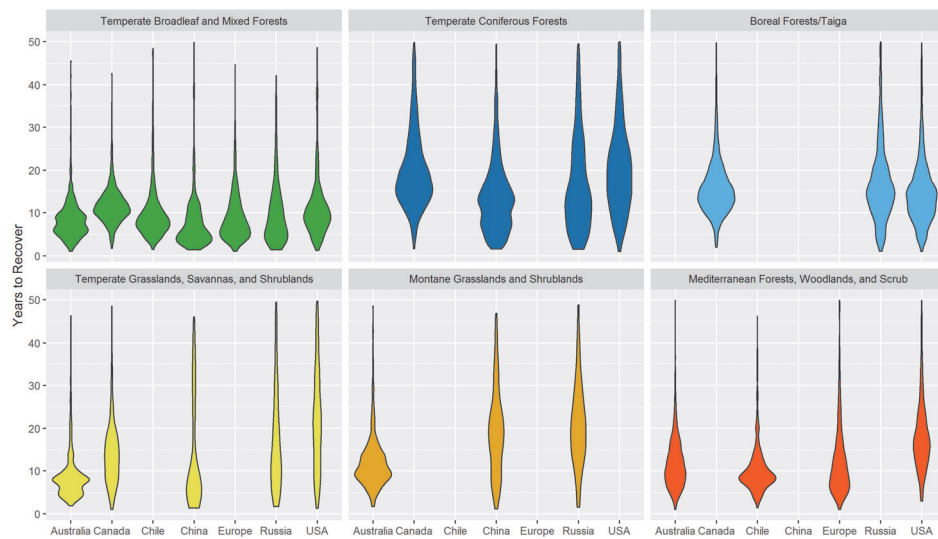 Temperate Broadleaf and Mixed Forests
Temperate Coniferous Forests
Boreal Forests/Taiga
50
40
30
20
10
0
Years to Recover
Temperate Grasslands, Savannas, and Shrublands
Montane Grasslands and Shrublands
Mediterranean Forests, Woodlands, and Scrub
50
40
30
20
10
0
Australia Canada Chile China Europe Russia USA
Australia Canada Chile China Europe Russia USA
Australia Canada Chile China Europe Russia USA